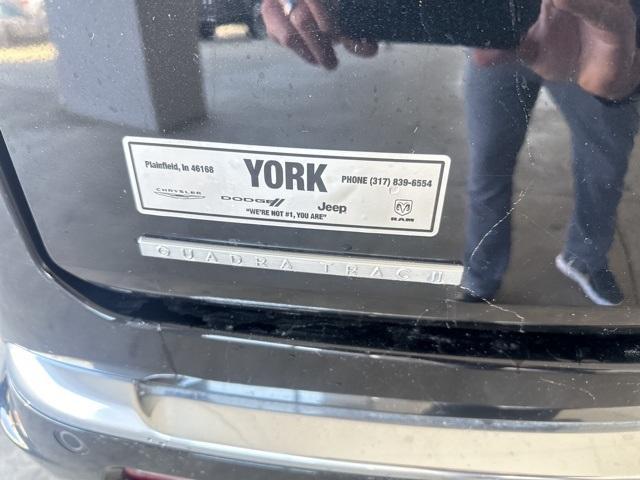 YORK
Plainfield, In 46168
PHONE (317) 839-6554
CHRYSLER
DODGE
Jeep
RAM
"WE'RE NOT #1, YOU ARE"
QUADRA TRAC II